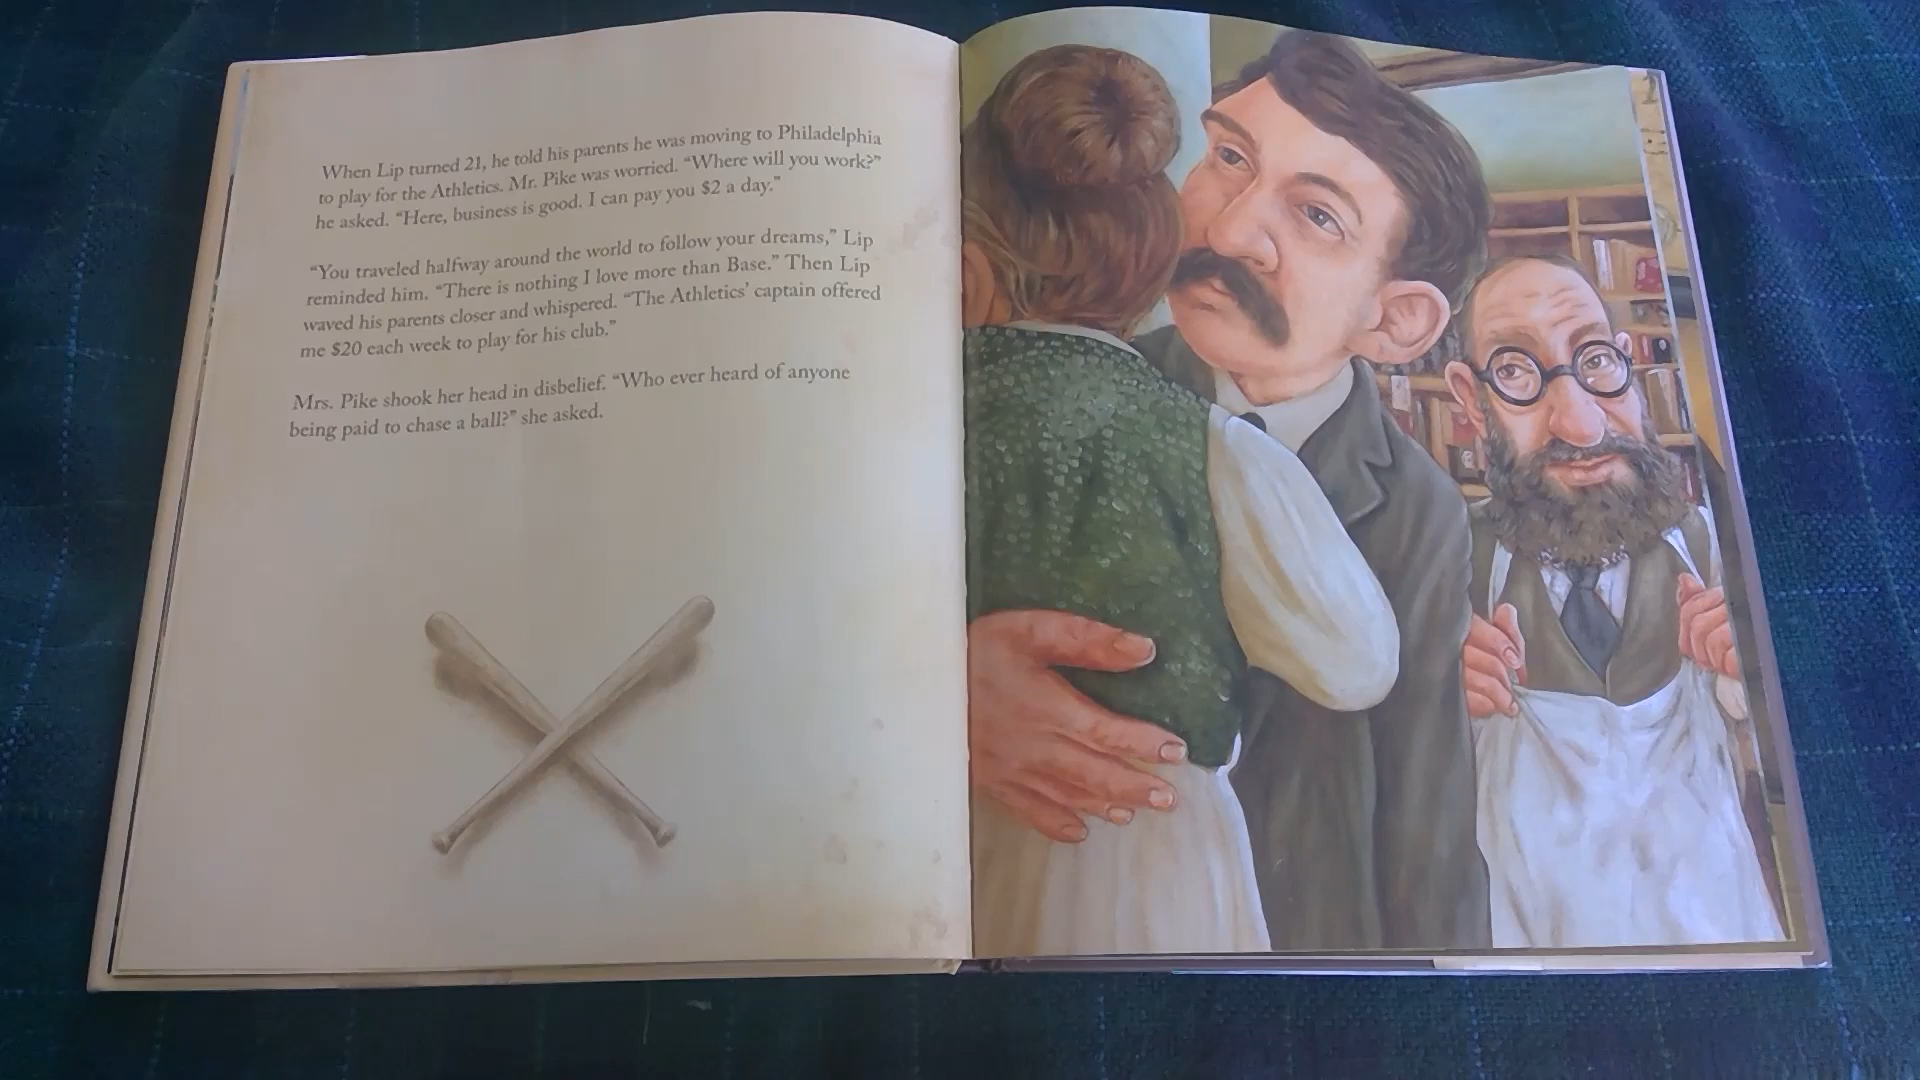 When Lip turned 21, he told his parents he was moving to Philadelphia
to play for the Athletics. Mr. Pike was worried. “Where will you work?”
he asked. “Here, business is good. I can pay you $2 a day.”
“You traveled halfway around the world to follow your dreams,” Lip
reminded him. “There is nothing I love more than Base.” Then Lip
waved his parents closer and whispered. “The Athletics’ captain offered
me $20 each week to play for his club.”
Mrs. Pike shook her head in disbelief. “Who ever heard of anyone
being paid to chase a ball?” she asked.